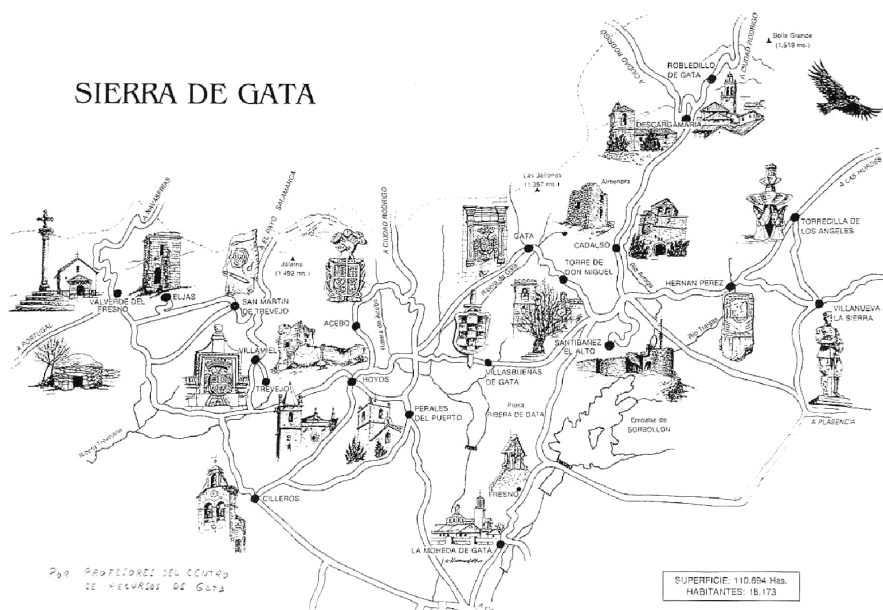 SIERRA DE GATA
A CIUDAD RODRIGO
A CIUDAD RODRIGO
Bolla Grande
(1,519 ms.)
ROBLEDILLO
DE GATA
DESCARGAMARIA
A NAVASFRIAS
A EL PAYO SALAMANCA
A CIUDAD RODRIGO
Las Jañonas
(1,367 ms.)
Almenara
A LAS HURDES
TORRECILLA DE
LOS ANGELES
GATA
CADALSO
TORRE DE
DON MIGUEL
Jálama
(1.492 ms.)
HERNAN PEREZ
VALVERDE DEL
FRESNO
ELJAS
SAN MARTIN
DE TREVEJO
ACEBO
VILLANUEVA
LA SIERRA
A PORTUGAL
VILLAMIEL
SANTIBAÑEZ
EL ALTO
TREVEJO
HOYOS
VILLASBUENAS
DE GATA
PERALES
DEL PUERTO
RIBERA DE GATA
Embalse de
BORBOLLON
A PLASENCIA
CILLEROS
FRESNO
LA MOHEDA DE GATA
POR PROFESORES DEL CENTRO
DE RECURSOS DE GATA
SUPERFICIE: 110.694 Has.
HABITANTES: 18.173